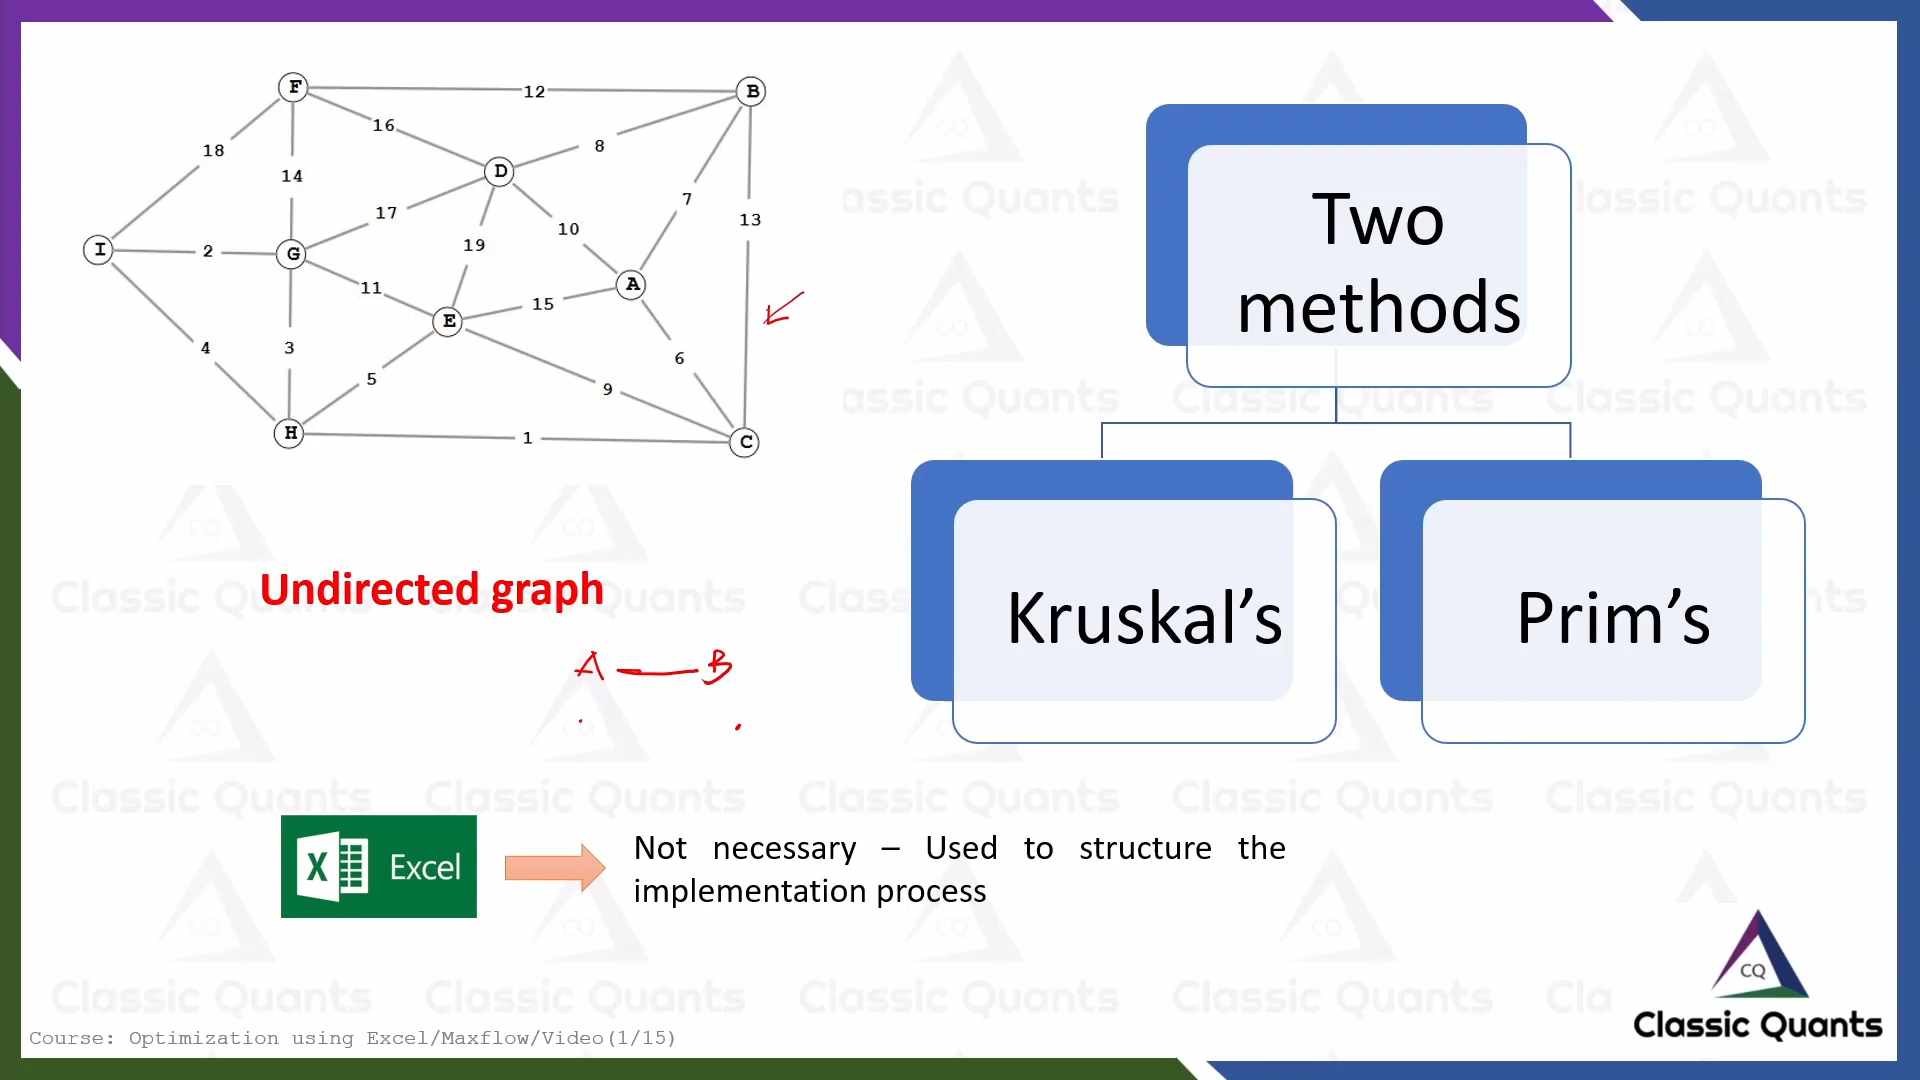 F
12
B
16
18
8
14
D
7
17
10
13
19
I
2
G
11
A
15
E
4
3
6
5
9
H
1
C
Two
methods
Kruskal’s
Prim’s
Undirected graph
A — B
X Excel
Not necessary – Used to structure the
implementation process
CQ
Classic Quants
Course: Optimization using Excel/Maxflow/Video(1/15)